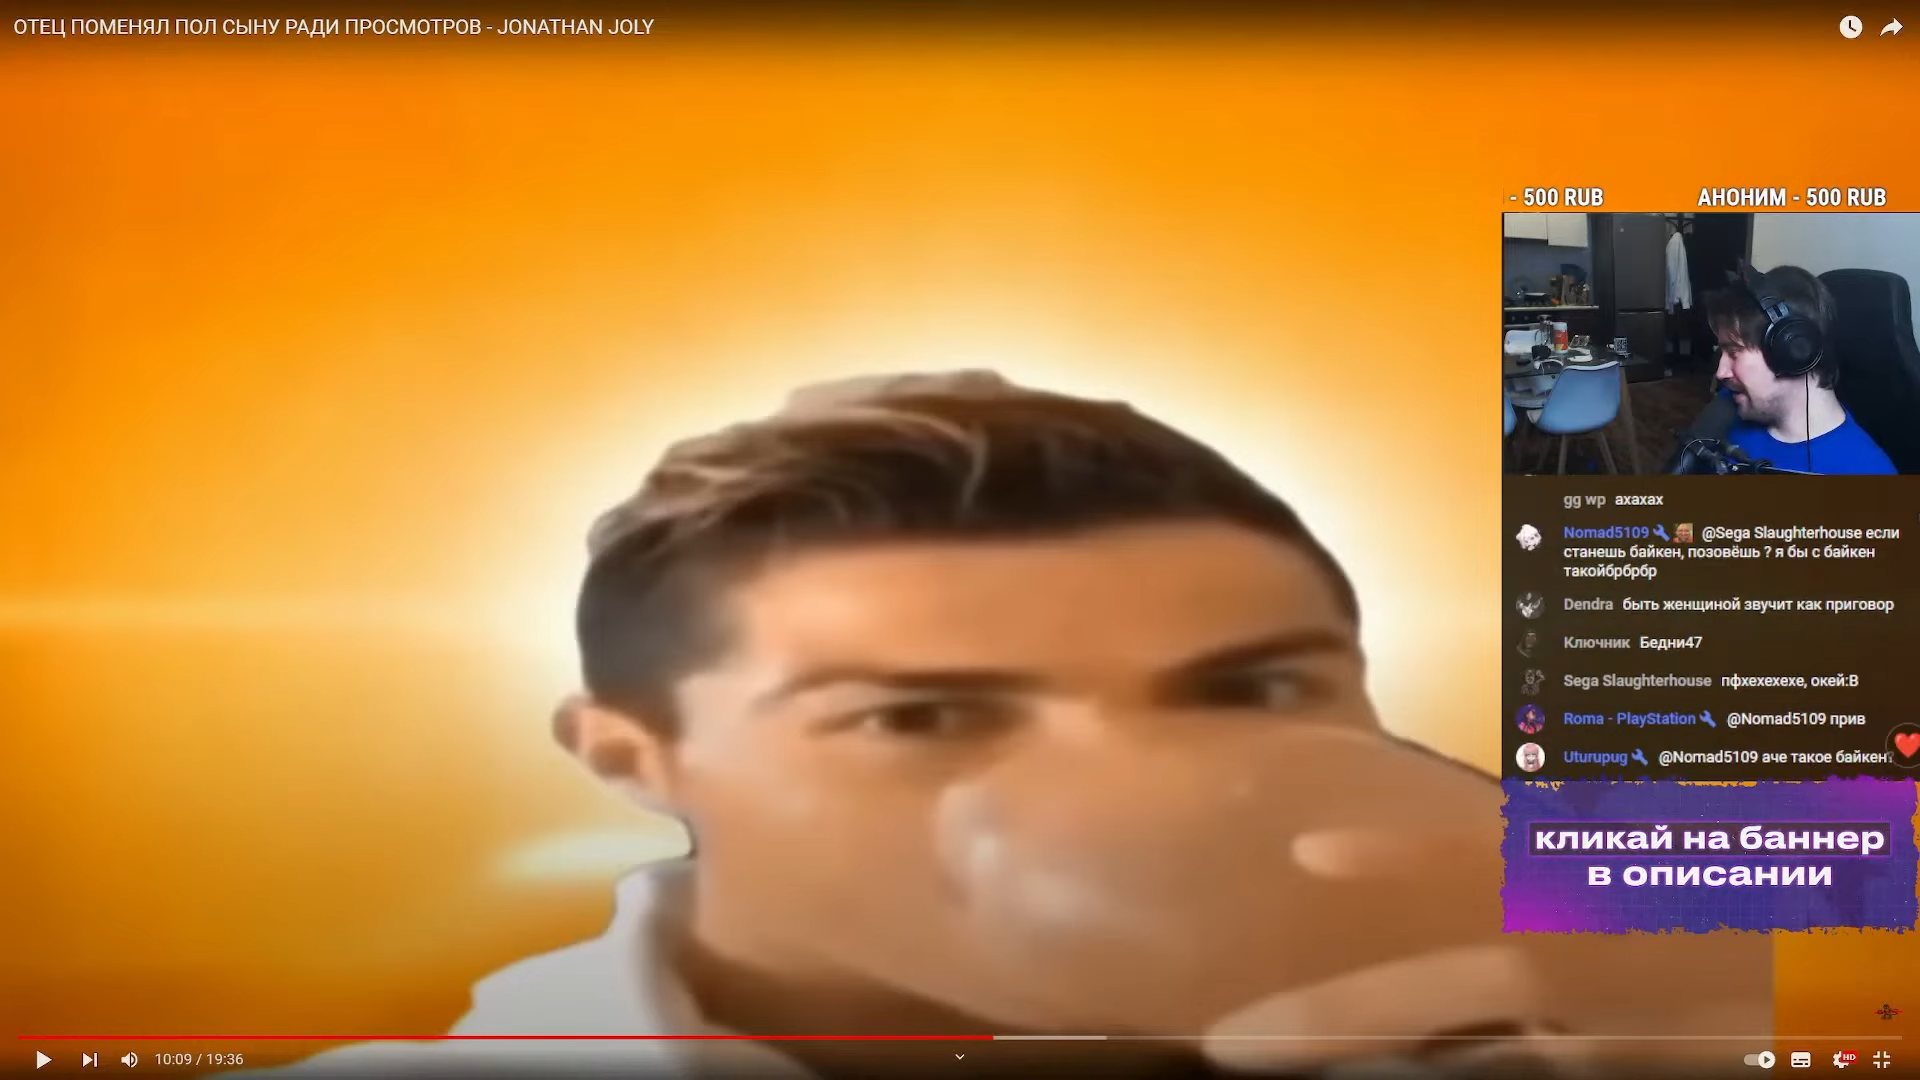 ОТЕЦ ПОМЕНЯЛ ПОЛ СЫНУ РАДИ ПРОСМОТРОВ - JONATHAN JOLY
- 500 RUB АНОНИМ - 500 RUB
gg wp ахахах
Nomad5109 @Sega Slaughterhouse если
станешь байкен, позовёшь ? я бы с байкен
такойбрбрбр
Dendra быть женщиной звучит как приговор
Ключник Бедни47
Sega Slaughterhouse пфхехехехе, окей:В
Roma - PlayStation @Nomad5109 прив
Uturupug @Nomad5109 аче такое байкен?
кликай на баннер
в описании
10:09 / 19:36
HD